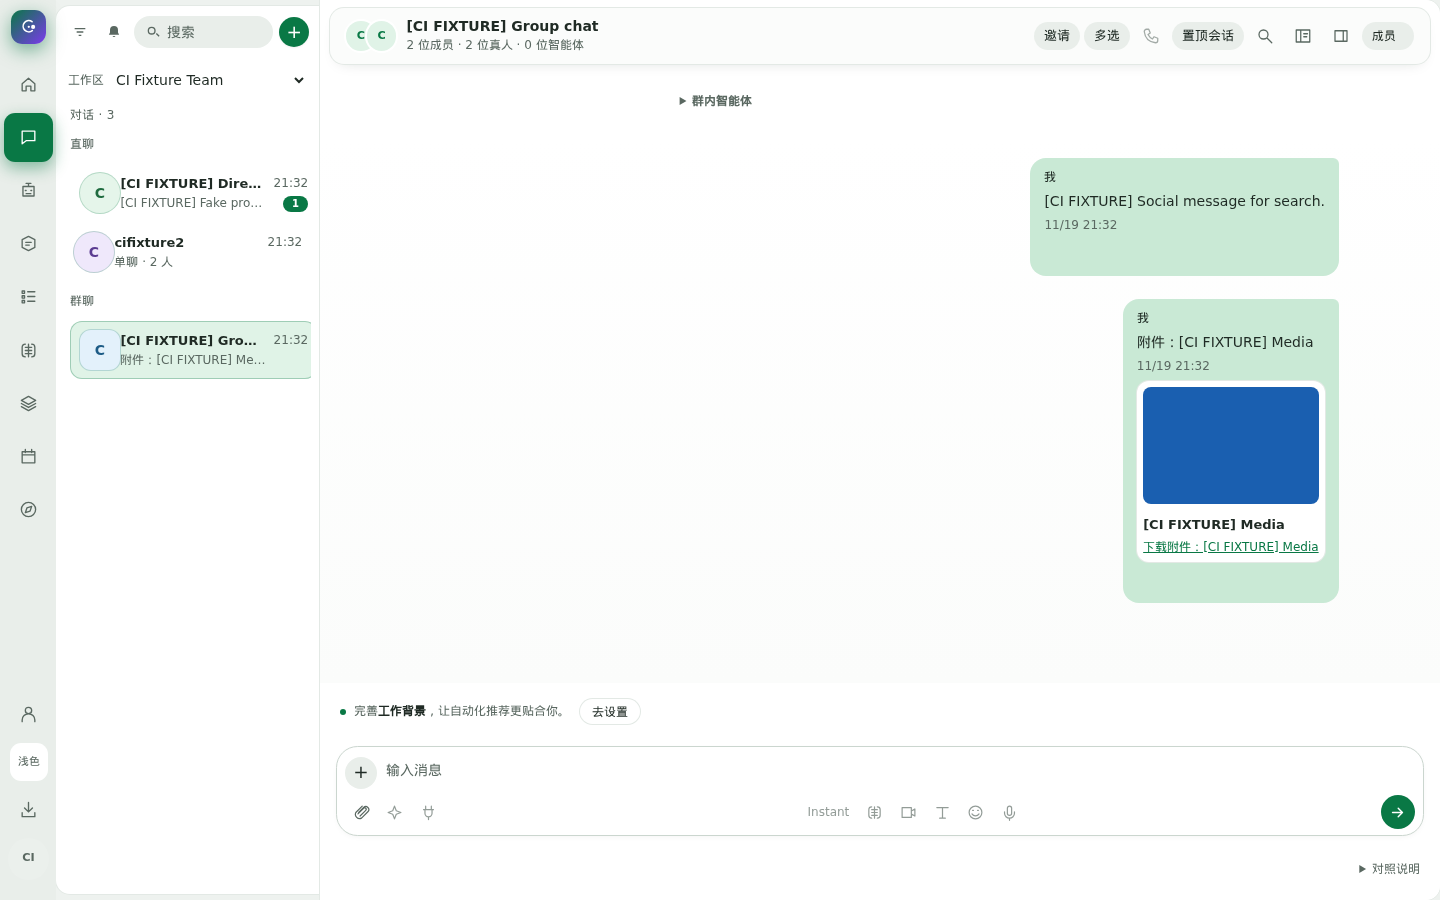 搜索
工作区 CI Fixture Team
对话 · 3
直聊
C
[CI FIXTURE] Dire... 21:32
[CI FIXTURE] Fake pro... 1
C
cifixture2 21:32
单聊 · 2 人
群聊
C
[CI FIXTURE] Gro... 21:32
附件：[CI FIXTURE] Me...
浅色
CI
C C
[CI FIXTURE] Group chat
2 位成员 · 2 位真人 · 0 位智能体
邀请 多选 置顶会话 成员
群内智能体
我
[CI FIXTURE] Social message for search.
11/19 21:32
我
附件：[CI FIXTURE] Media
11/19 21:32
[CI FIXTURE] Media
下载附件：[CI FIXTURE] Media
完善工作背景，让自动化推荐更贴合你。 去设置
输入消息
Instant
对照说明